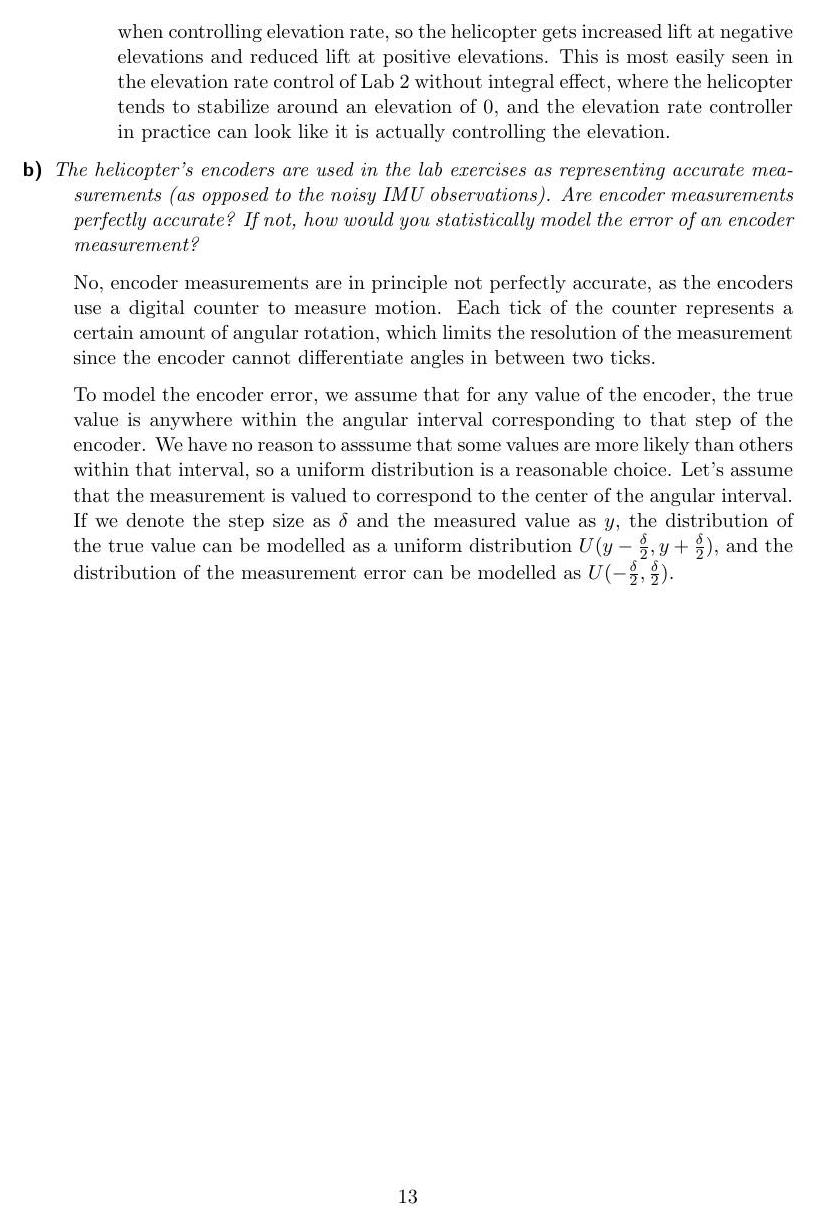 when controlling elevation rate, so the helicopter gets increased lift at negative
elevations and reduced lift at positive elevations. This is most easily seen in
the elevation rate control of Lab 2 without integral effect, where the helicopter
tends to stabilize around an elevation of 0, and the elevation rate controller
in practice can look like it is actually controlling the elevation.
b) The helicopter's encoders are used in the lab exercises as representing accurate mea-
surements (as opposed to the noisy IMU observations). Are encoder measurements
perfectly accurate? If not, how would you statistically model the error of an encoder
measurement?
No, encoder measurements are in principle not perfectly accurate, as the encoders
use a digital counter to measure motion. Each tick of the counter represents a
certain amount of angular rotation, which limits the resolution of the measurement
since the encoder cannot differentiate angles in between two ticks.
To model the encoder error, we assume that for any value of the encoder, the true
value is anywhere within the angular interval corresponding to that step of the
encoder. We have no reason to asssume that some values are more likely than others
within that interval, so a uniform distribution is a reasonable choice. Let's assume
that the measurement is valued to correspond to the center of the angular interval.
If we denote the step size as δ and the measured value as y, the distribution of
the true value can be modelled as a uniform distribution U(y − δ/2, y + δ/2), and the
distribution of the measurement error can be modelled as U(−δ/2, δ/2).
13